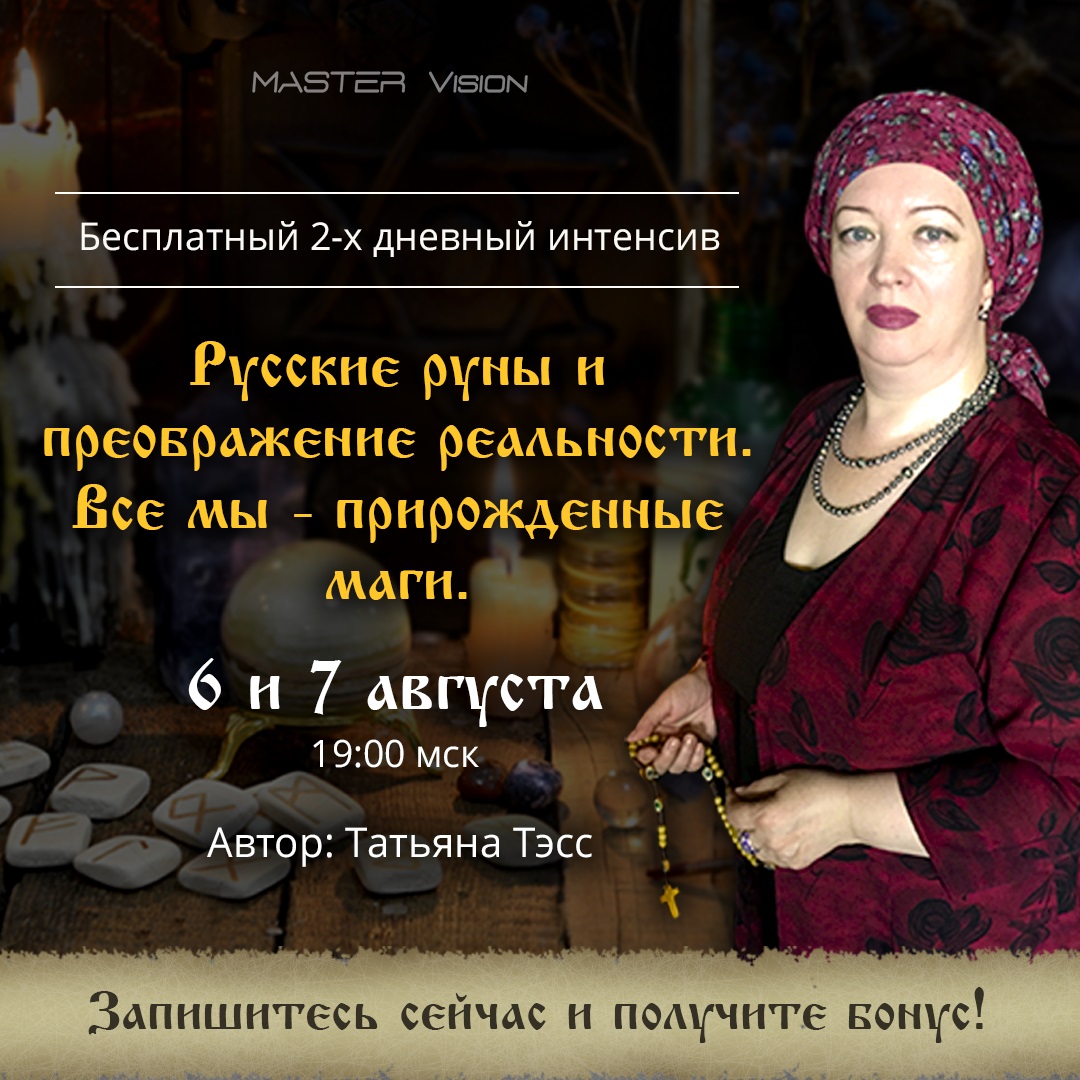 MASTER Vision
Бесплатный 2-х дневный интенсив
Русские руны и
преображение реальности.
Все мы - прирожденные
маги.
6 и 7 августа
19:00 мск
Автор: Татьяна Тэсс
Запишитесь сейчас и получите бонус!